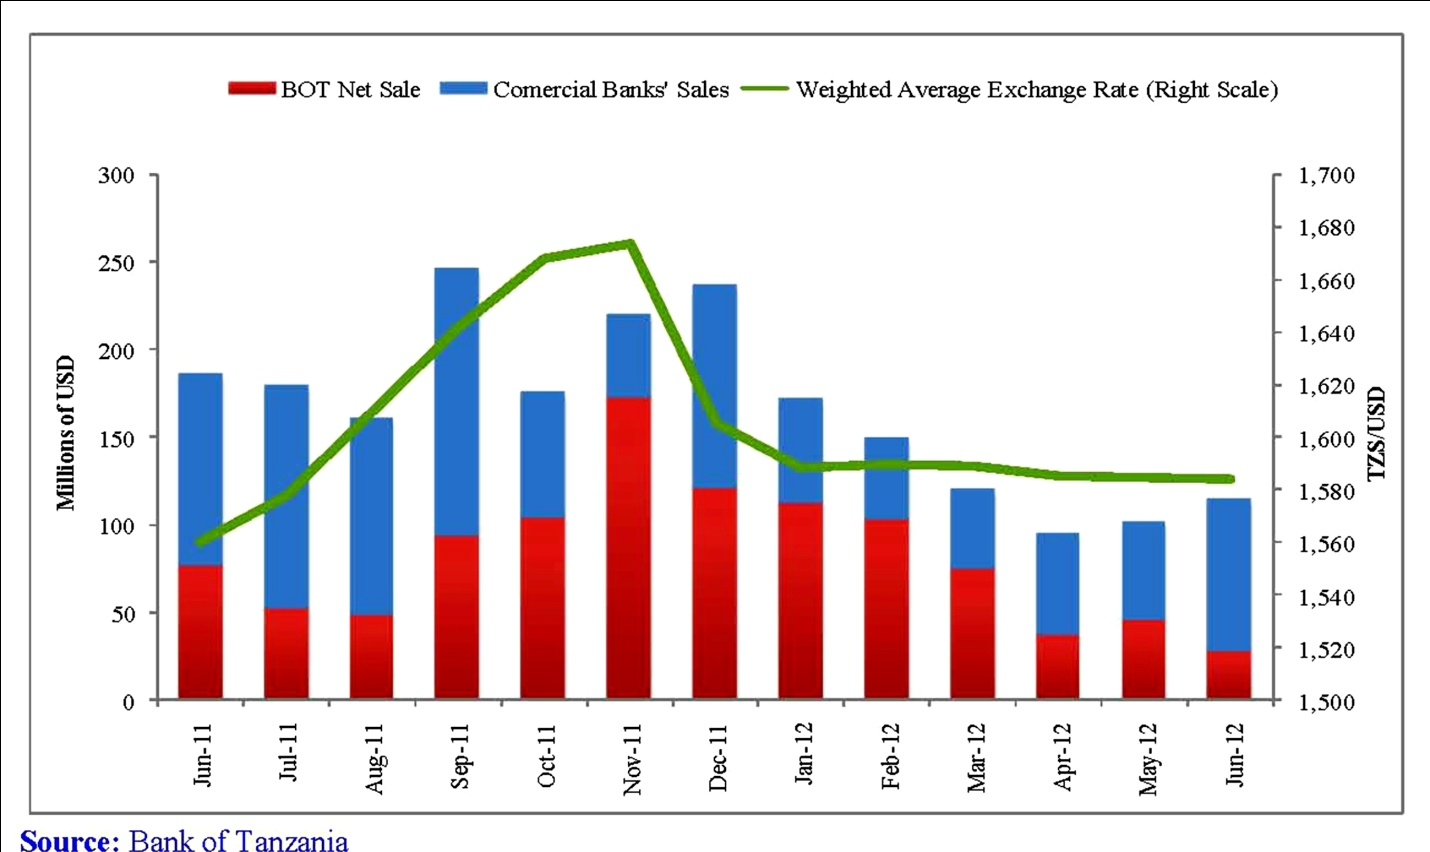 BOT Net Sale Comercial Banks' Sales Weighted Average Exchange Rate (Right Scale)
300
250
200
150
100
50
0
Millions of USD
1,700
1,680
1,660
1,640
1,620
1,600
1,580
1,560
1,540
1,520
1,500
TZS/USD
Jun-11
Jul-11
Aug-11
Sep-11
Oct-11
Nov-11
Dec-11
Jan-12
Feb-12
Mar-12
Apr-12
May-12
Jun-12
Source: Bank of Tanzania